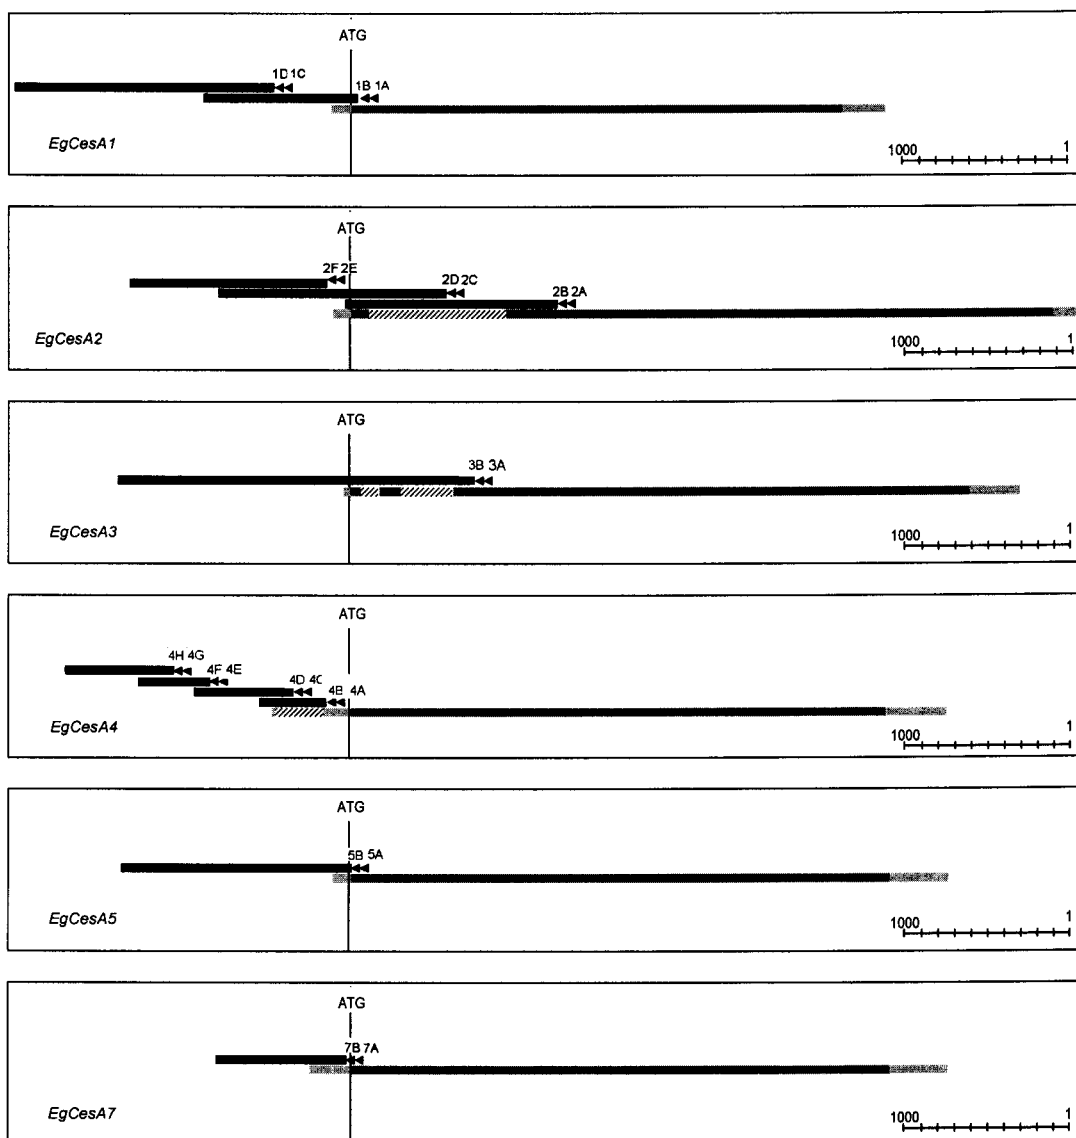 ATG
1D 1C
1B 1A
EgCesA1
1000 1
ATG
2F 2E
2D 2C
2B 2A
EgCesA2
1000 1
ATG
3B 3A
EgCesA3
1000 1
ATG
4H 4G
4F 4E
4D 4C
4B 4A
EgCesA4
1000 1
ATG
5B 5A
EgCesA5
1000 1
ATG
7B 7A
EgCesA7
1000 1